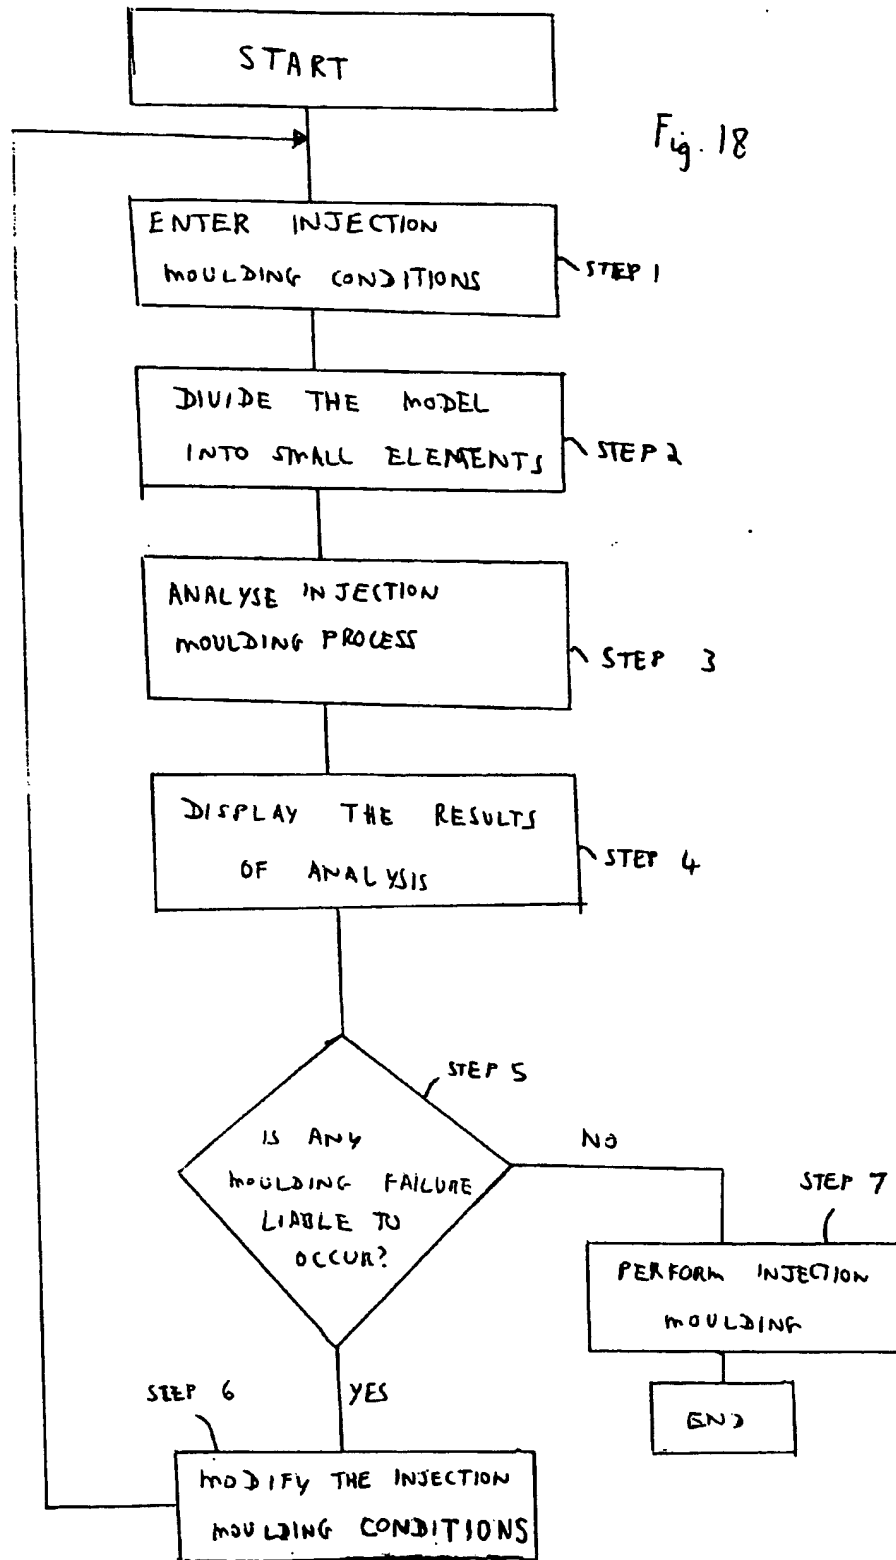 START
Fig. 18
ENTER INJECTION
MOULDING CONDITIONS
STEP 1
DIVIDE THE MODEL
INTO SMALL ELEMENTS
STEP 2
ANALYSE INJECTION
MOULDING PROCESS
STEP 3
DISPLAY THE RESULTS
OF ANALYSIS
STEP 4
STEP 5
IS ANY
MOULDING FAILURE
LIABLE TO
OCCUR?
NO
STEP 7
PERFORM INJECTION
MOULDING
END
YES
STEP 6
MODIFY THE INJECTION
MOULDING CONDITIONS